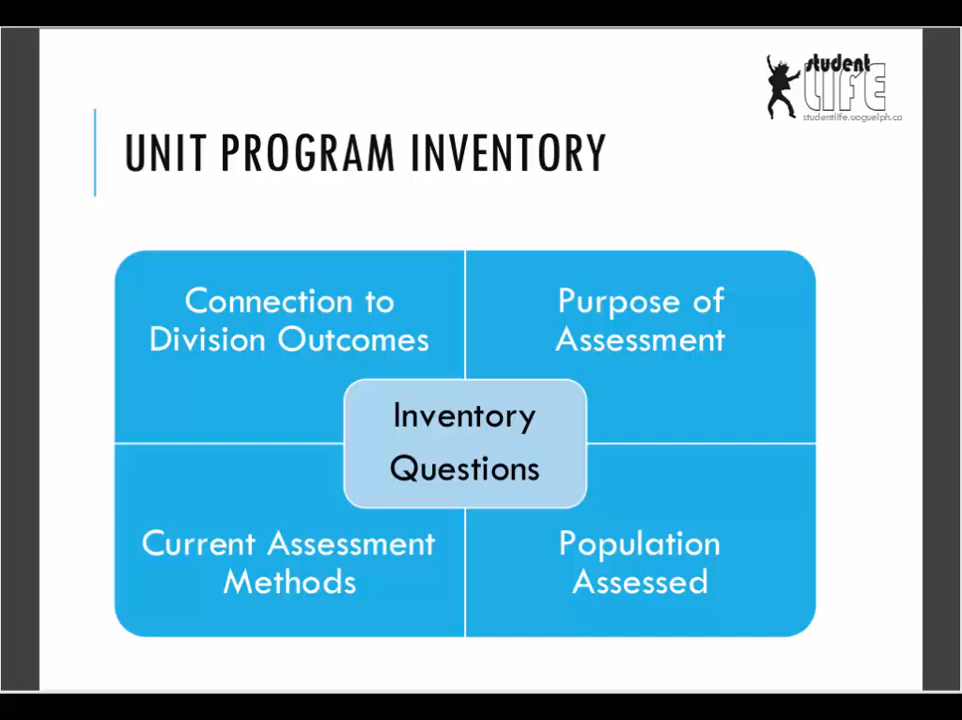 student
LIFE
studentlife.uoguelph.ca
UNIT PROGRAM INVENTORY
Connection to
Division Outcomes
Purpose of
Assessment
Inventory
Questions
Current Assessment
Methods
Population
Assessed